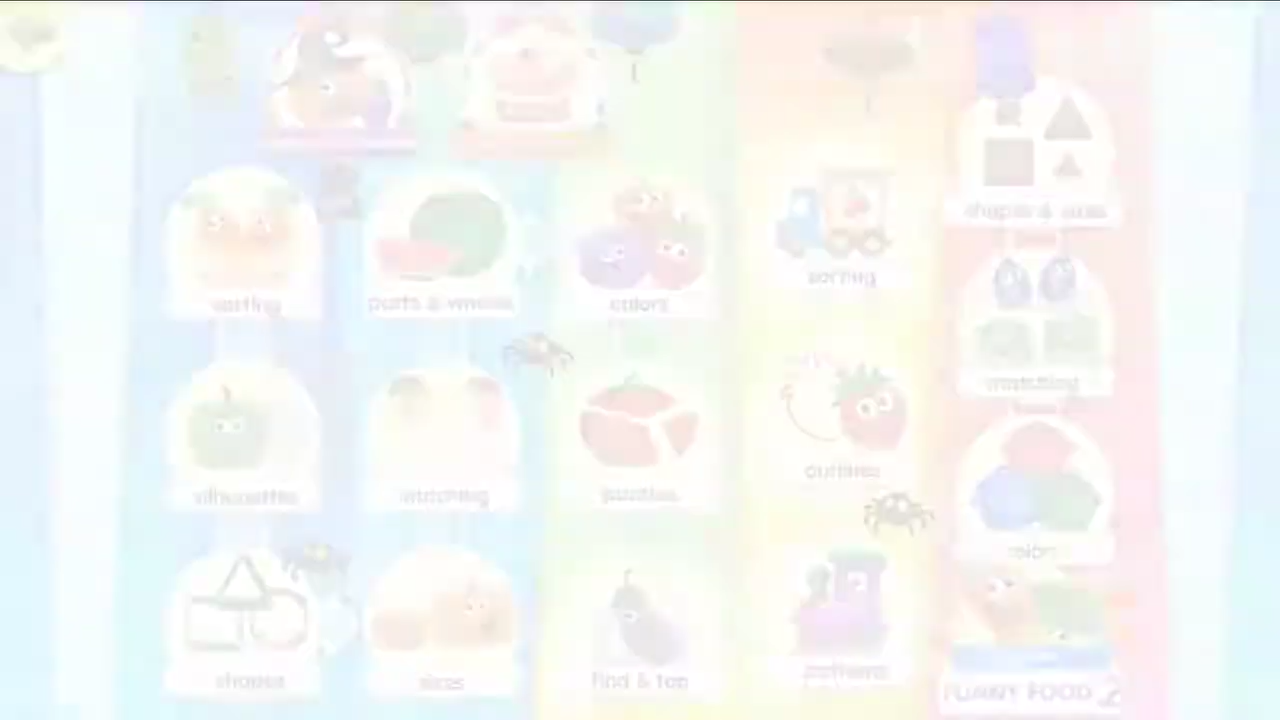 shapes & sizes
sorting
parts & wholes
colors
sorting
matching
silhouettes
matching
puzzles
outlines
colors
shapes
sizes
find & tap
patterns
FUNNY FOOD 2